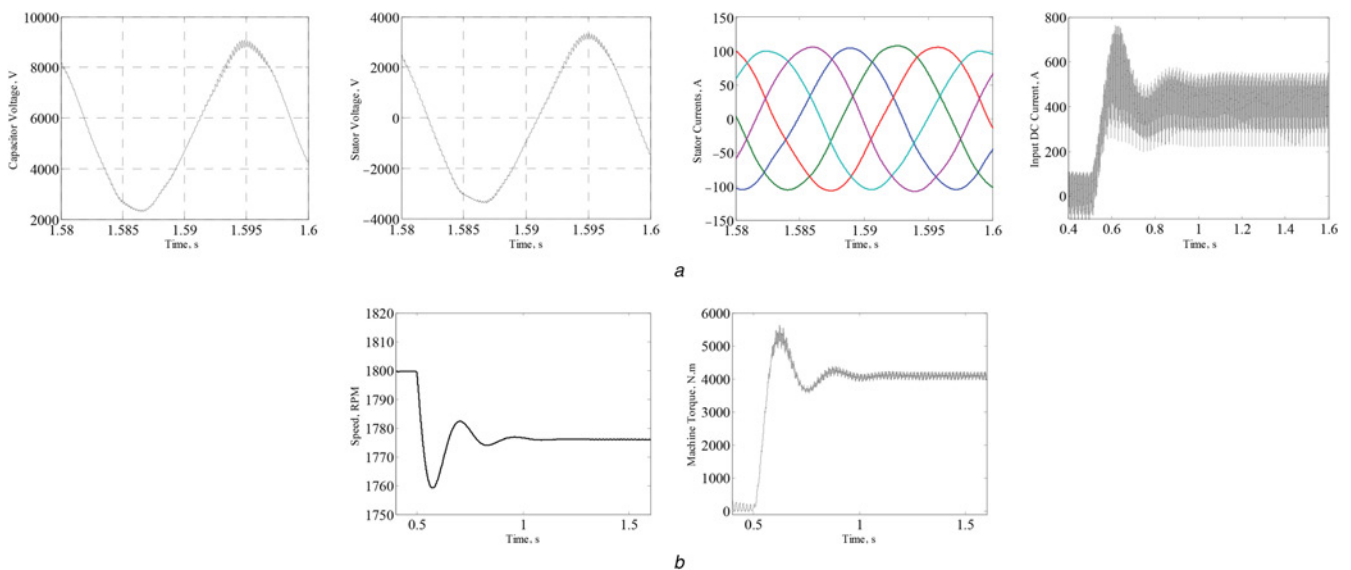 Capacitor Voltage, V
10000
8000
6000
4000
2000
1.58 1.585 1.59 1.595 1.6
Time, s
Stator Voltage, V
4000
2000
0
−2000
−4000
1.58 1.585 1.59 1.595 1.6
Time, s
Stator Currents, A
150
100
50
0
−50
−100
−150
1.58 1.585 1.59 1.595 1.6
Time, s
Input DC Current, A
800
600
400
200
0
0.4 0.6 0.8 1 1.2 1.4 1.6
Time, s
a
Speed, RPM
1820
1810
1800
1790
1780
1770
1760
1750
0.5 1 1.5
Time, s
Machine Torque, N.m
6000
5000
4000
3000
2000
1000
0
0.5 1 1.5
Time, s
b